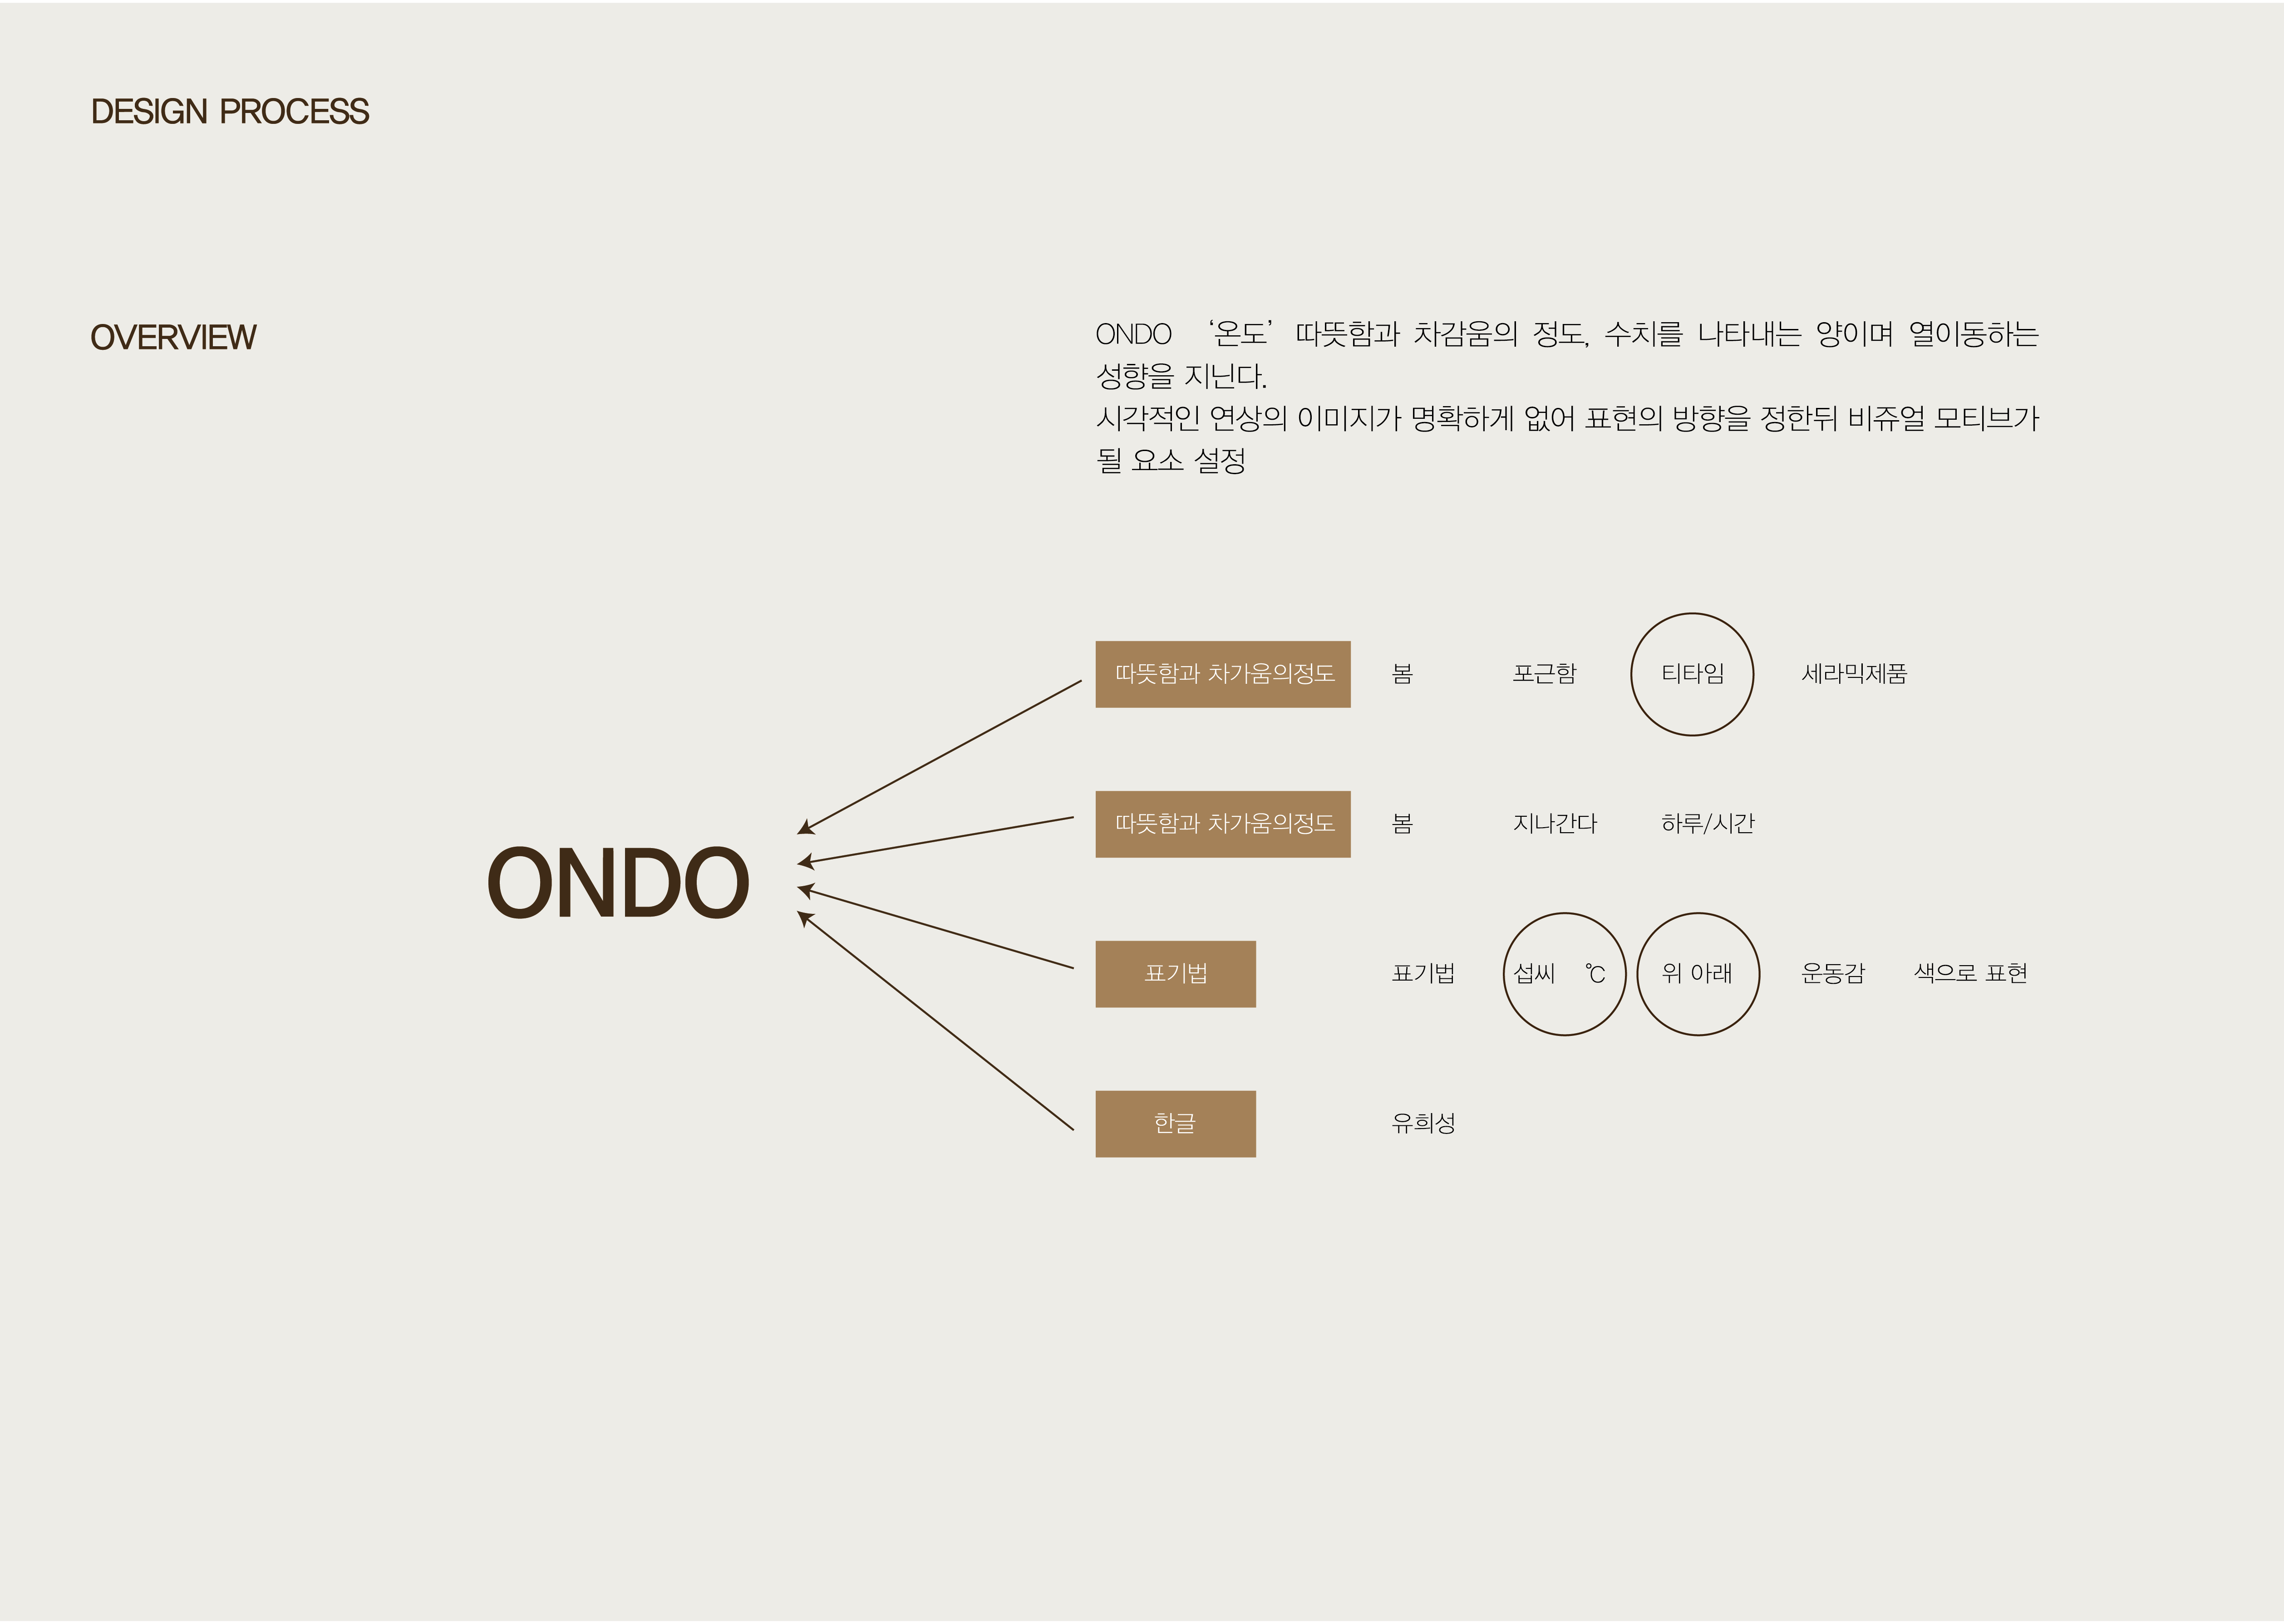 DESIGN PROCESS
OVERVIEW
ONDO ‘온도’ 따뜻함과 차감움의 정도, 수치를 나타내는 양이며 열이동하는
성향을 지닌다.
시각적인 연상의 이미지가 명확하게 없어 표현의 방향을 정한뒤 비쥬얼 모티브가
될 요소 설정
따뜻함과 차가움의정도 봄 포근함 티타임 세라믹제품
따뜻함과 차가움의정도 봄 지나간다 하루/시간
ONDO
표기법 표기법 섭씨 ℃ 위 아래 운동감 색으로 표현
한글 유희성